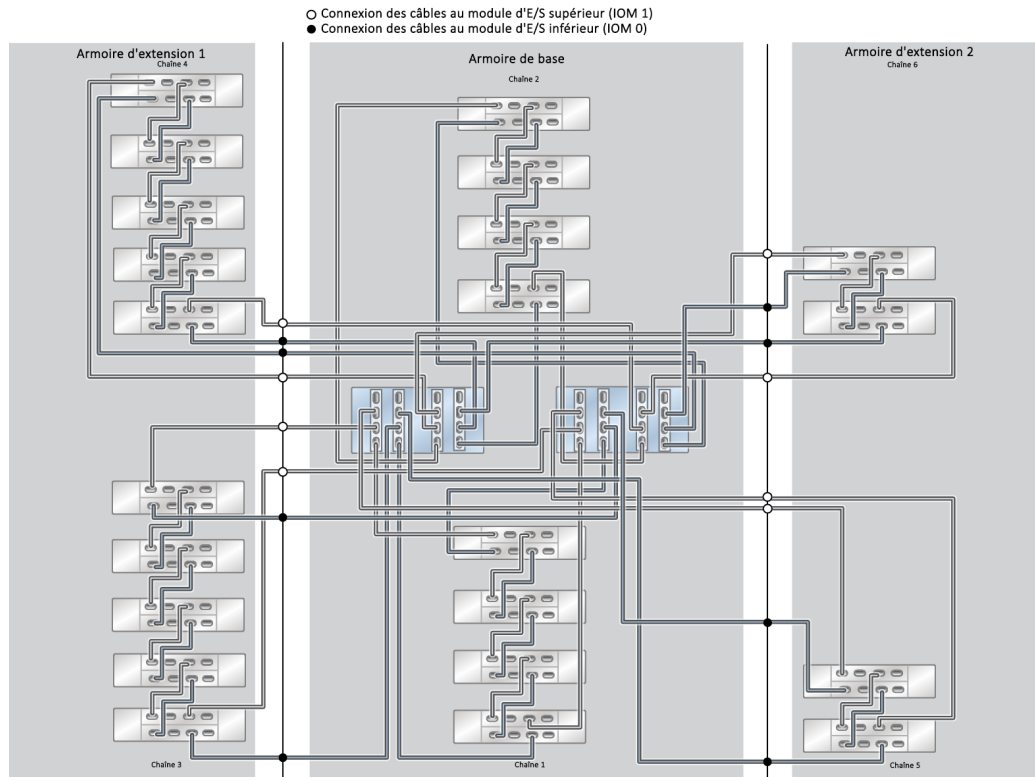 Connexion des câbles au module d'E/S supérieur (IOM 1)
Connexion des câbles au module d'E/S inférieur (IOM 0)
Armoire d'extension 1
Chaîne 4
Armoire de base
Chaîne 2
Armoire d'extension 2
Chaîne 6
Chaîne 3
Chaîne 1
Chaîne 5